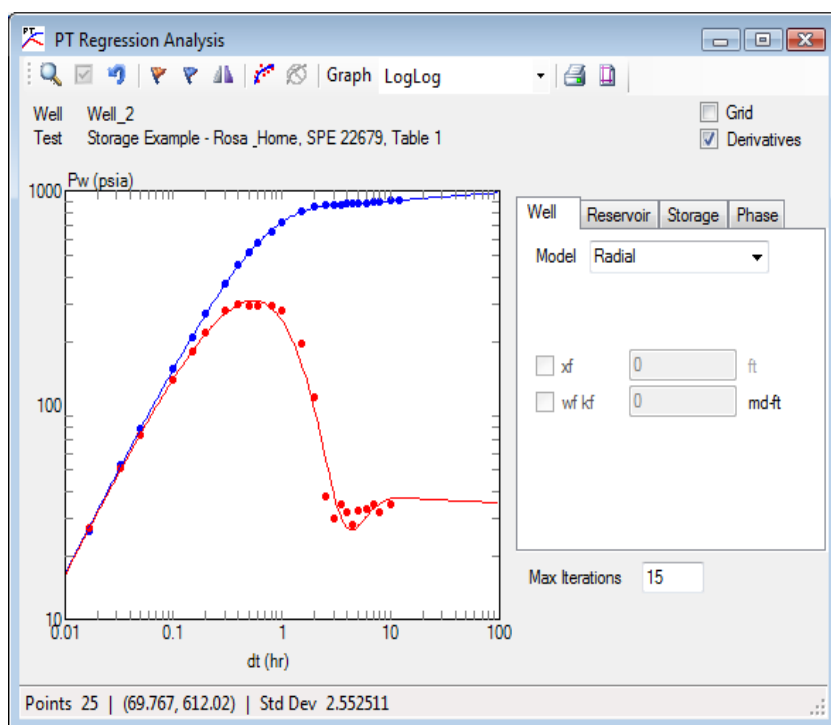 PT PT Regression Analysis
Graph LogLog
Well Well_2
Test Storage Example - Rosa _Horne, SPE 22679, Table 1
Grid
Derivatives
Pw (psia)
1000
100
10
0.01 0.1 1 10 100
dt (hr)
Well Reservoir Storage Phase
Model Radial
xf 0 ft
wf kf 0 md-ft
Max Iterations 15
Points 25 | (69.767, 612.02) | Std Dev 2.552511